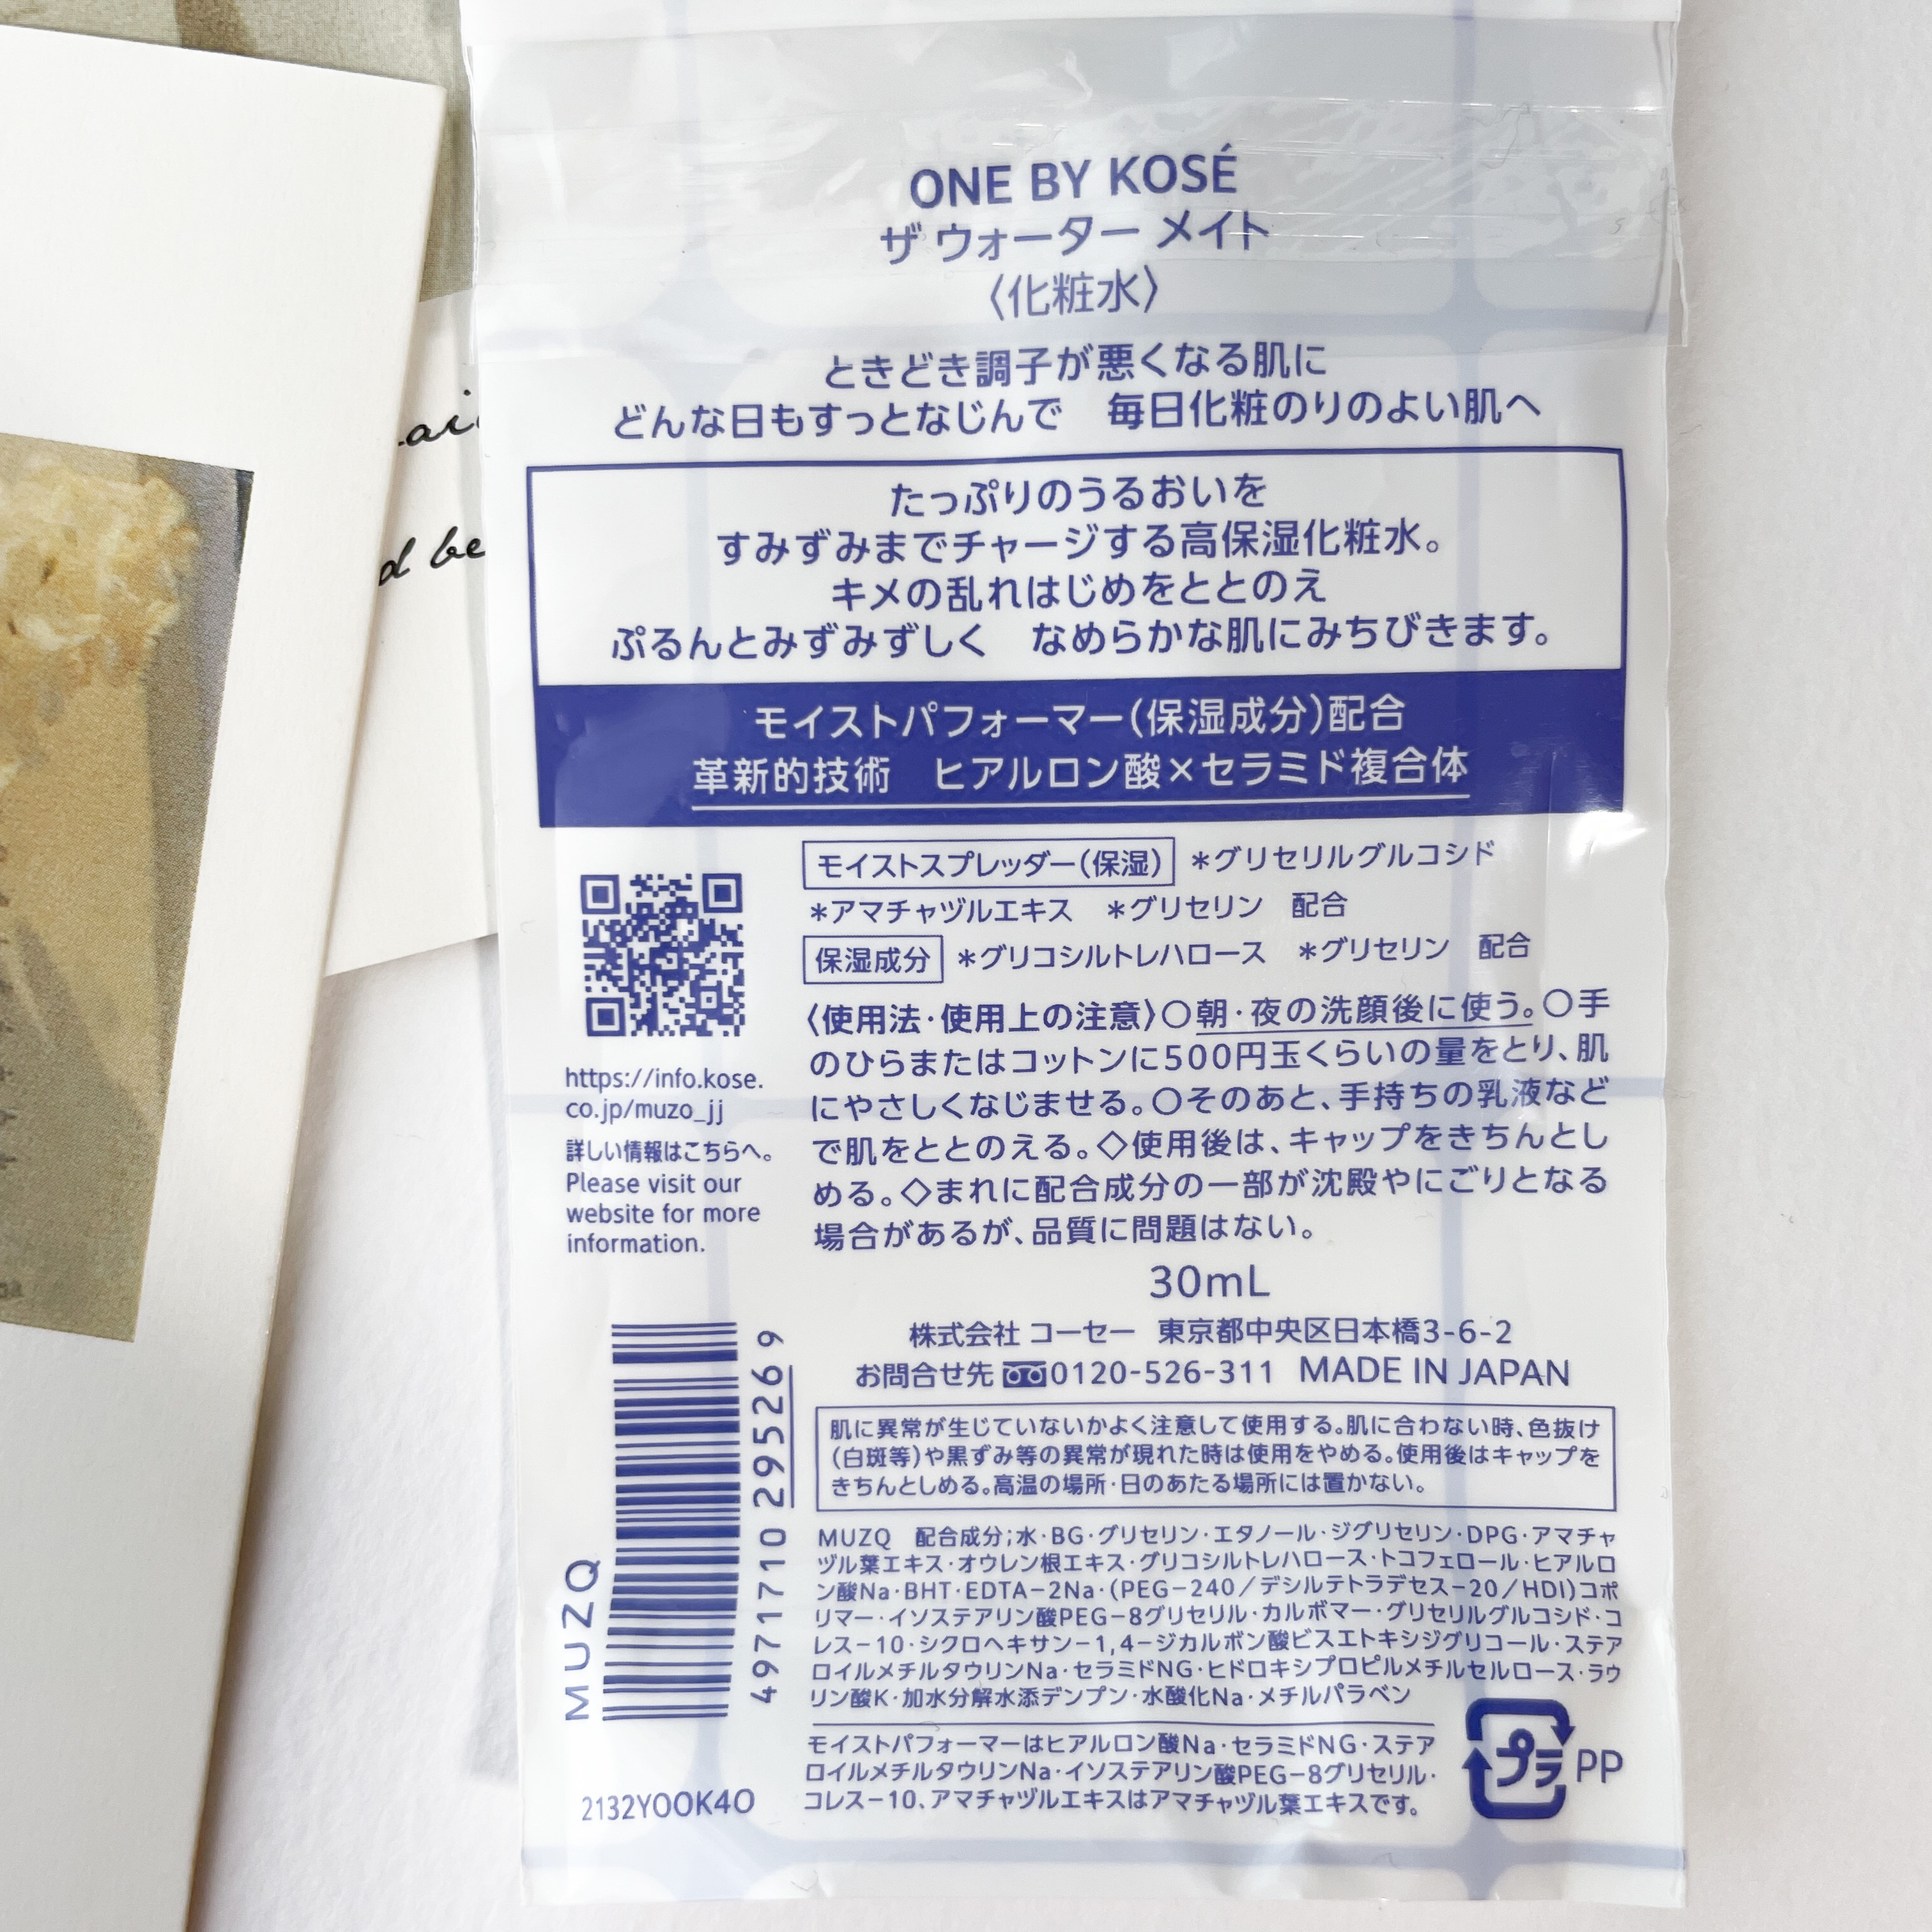 ONE BY KOSÉ
ザ ウォーター メイト
〈化粧水〉
ときどき調子が悪くなる肌に
どんな日もすっとなじんで　毎日化粧のりのよい肌へ
たっぷりのうるおいを
すみずみまでチャージする高保湿化粧水。
キメの乱れはじめをととのえ
ぷるんとみずみずしく　なめらかな肌にみちびきます。
モイストパフォーマー(保湿成分)配合
革新的技術　ヒアルロン酸×セラミド複合体
モイストスプレッダー(保湿) *グリセリルグルコシド
*アマチャヅルエキス　*グリセリン　配合
保湿成分 *グリコシルトレハロース　*グリセリン　配合
〈使用法·使用上の注意〉○朝·夜の洗顔後に使う。○手
のひらまたはコットンに500円玉くらいの量をとり、肌
にやさしくなじませる。○そのあと、手持ちの乳液など
で肌をととのえる。◇使用後は、キャップをきちんとし
める。◇まれに配合成分の一部が沈殿やにごりとなる
場合があるが、品質に問題はない。
https://info.kose.
co.jp/muzo_jj
詳しい情報はこちらへ。
Please visit our
website for more
information.
30mL
株式会社 コーセー 東京都中央区日本橋3-6-2
お問合せ先 0120-526-311 MADE IN JAPAN
肌に異常が生じていないかよく注意して使用する。肌に合わない時、色抜け
(白斑等)や黒ずみ等の異常が現れた時は使用をやめる。使用後はキャップを
きちんとしめる。高温の場所·日のあたる場所には置かない。
MUZQ　配合成分;水·BG·グリセリン·エタノール·ジグリセリン·DPG·アマチャ
ヅル葉エキス·オウレン根エキス·グリコシルトレハロース·トコフェロール·ヒアルロ
ン酸Na·BHT·EDTA−2Na·(PEG−240/デシルテトラデセス−20/HDI)コポ
リマー·イソステアリン酸PEG−8グリセリル·カルボマー·グリセリルグルコシド·コ
レス−10·シクロヘキサン−1,4−ジカルボン酸ビスエトキシジグリコール·ステア
ロイルメチルタウリンNa·セラミドNG·ヒドロキシプロピルメチルセルロース·ラウ
リン酸K·加水分解水添デンプン·水酸化Na·メチルパラベン
モイストパフォーマーはヒアルロン酸Na·セラミドNG·ステア
ロイルメチルタウリンNa·イソステアリン酸PEG−8グリセリル·
コレス−10、アマチャヅルエキスはアマチャヅル葉エキスです。
プラ PP
MUZQ
4971710295269
2132YOOK4O
d be